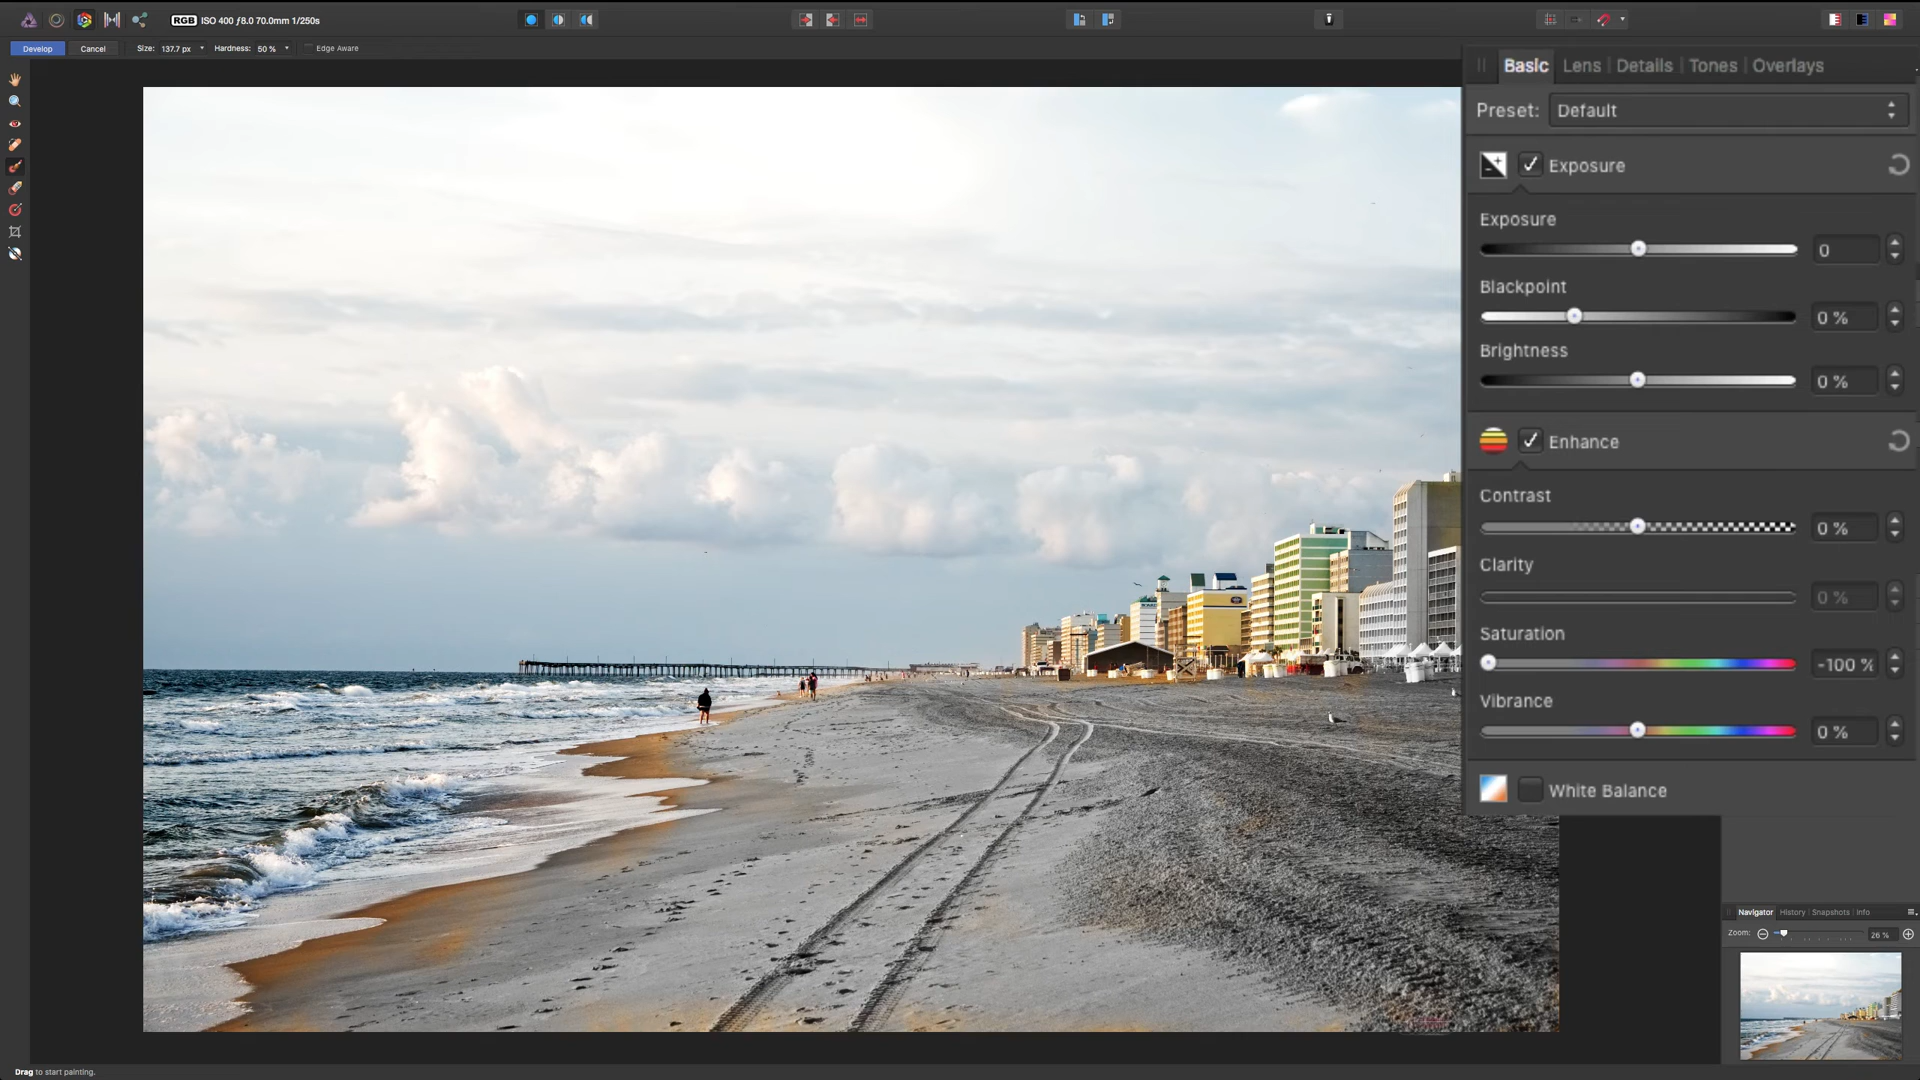 RGB ISO 400 ƒ8.0 70.0mm 1/250s
Develop Cancel Size: 137.7 px Hardness: 50 % Edge Aware
Basic Lens Details Tones Overlays
Preset: Default
Exposure
Exposure
0
Blackpoint
0 %
Brightness
0 %
Enhance
Contrast
0 %
Clarity
0 %
Saturation
-100 %
Vibrance
0 %
White Balance
Navigator History Snapshots Info
Zoom: 26 %
Drag to start painting.